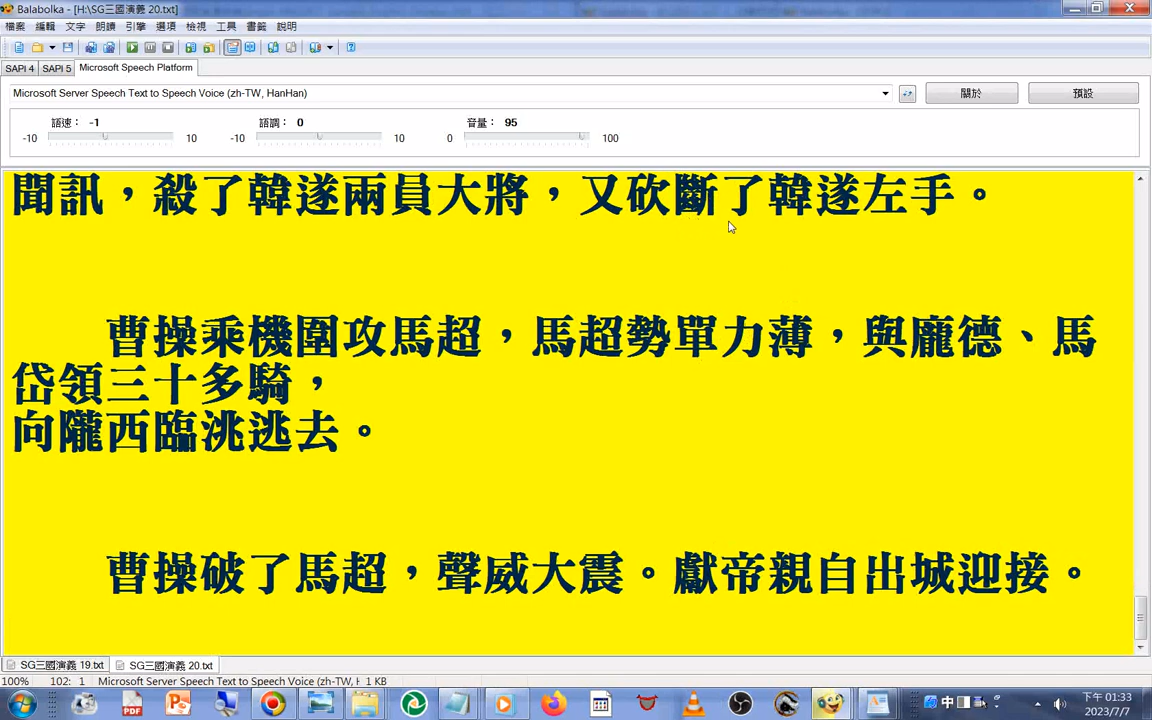 Balabolka - [H:\SG三國演義 20.txt]
檔案 編輯 文字 朗讀 引擎 選項 檢視 工具 書籤 說明
SAPI 4 SAPI 5 Microsoft Speech Platform
Microsoft Server Speech Text to Speech Voice (zh-TW, HanHan) 關於 預設
語速： -1 語調： 0 音量： 95
-10 10 -10 10 0 100
聞訊，殺了韓遂兩員大將，又砍斷了韓遂左手。
曹操乘機圍攻馬超，馬超勢單力薄，與龐德、馬
岱領三十多騎，
向隴西臨洮逃去。
曹操破了馬超，聲威大震。獻帝親自出城迎接。
SG三國演義 19.txt SG三國演義 20.txt
100% 102: 1 Microsoft Server Speech Text to Speech Voice (zh-TW, H 1 KB
PDF 中 下午 01:33
2023/7/7